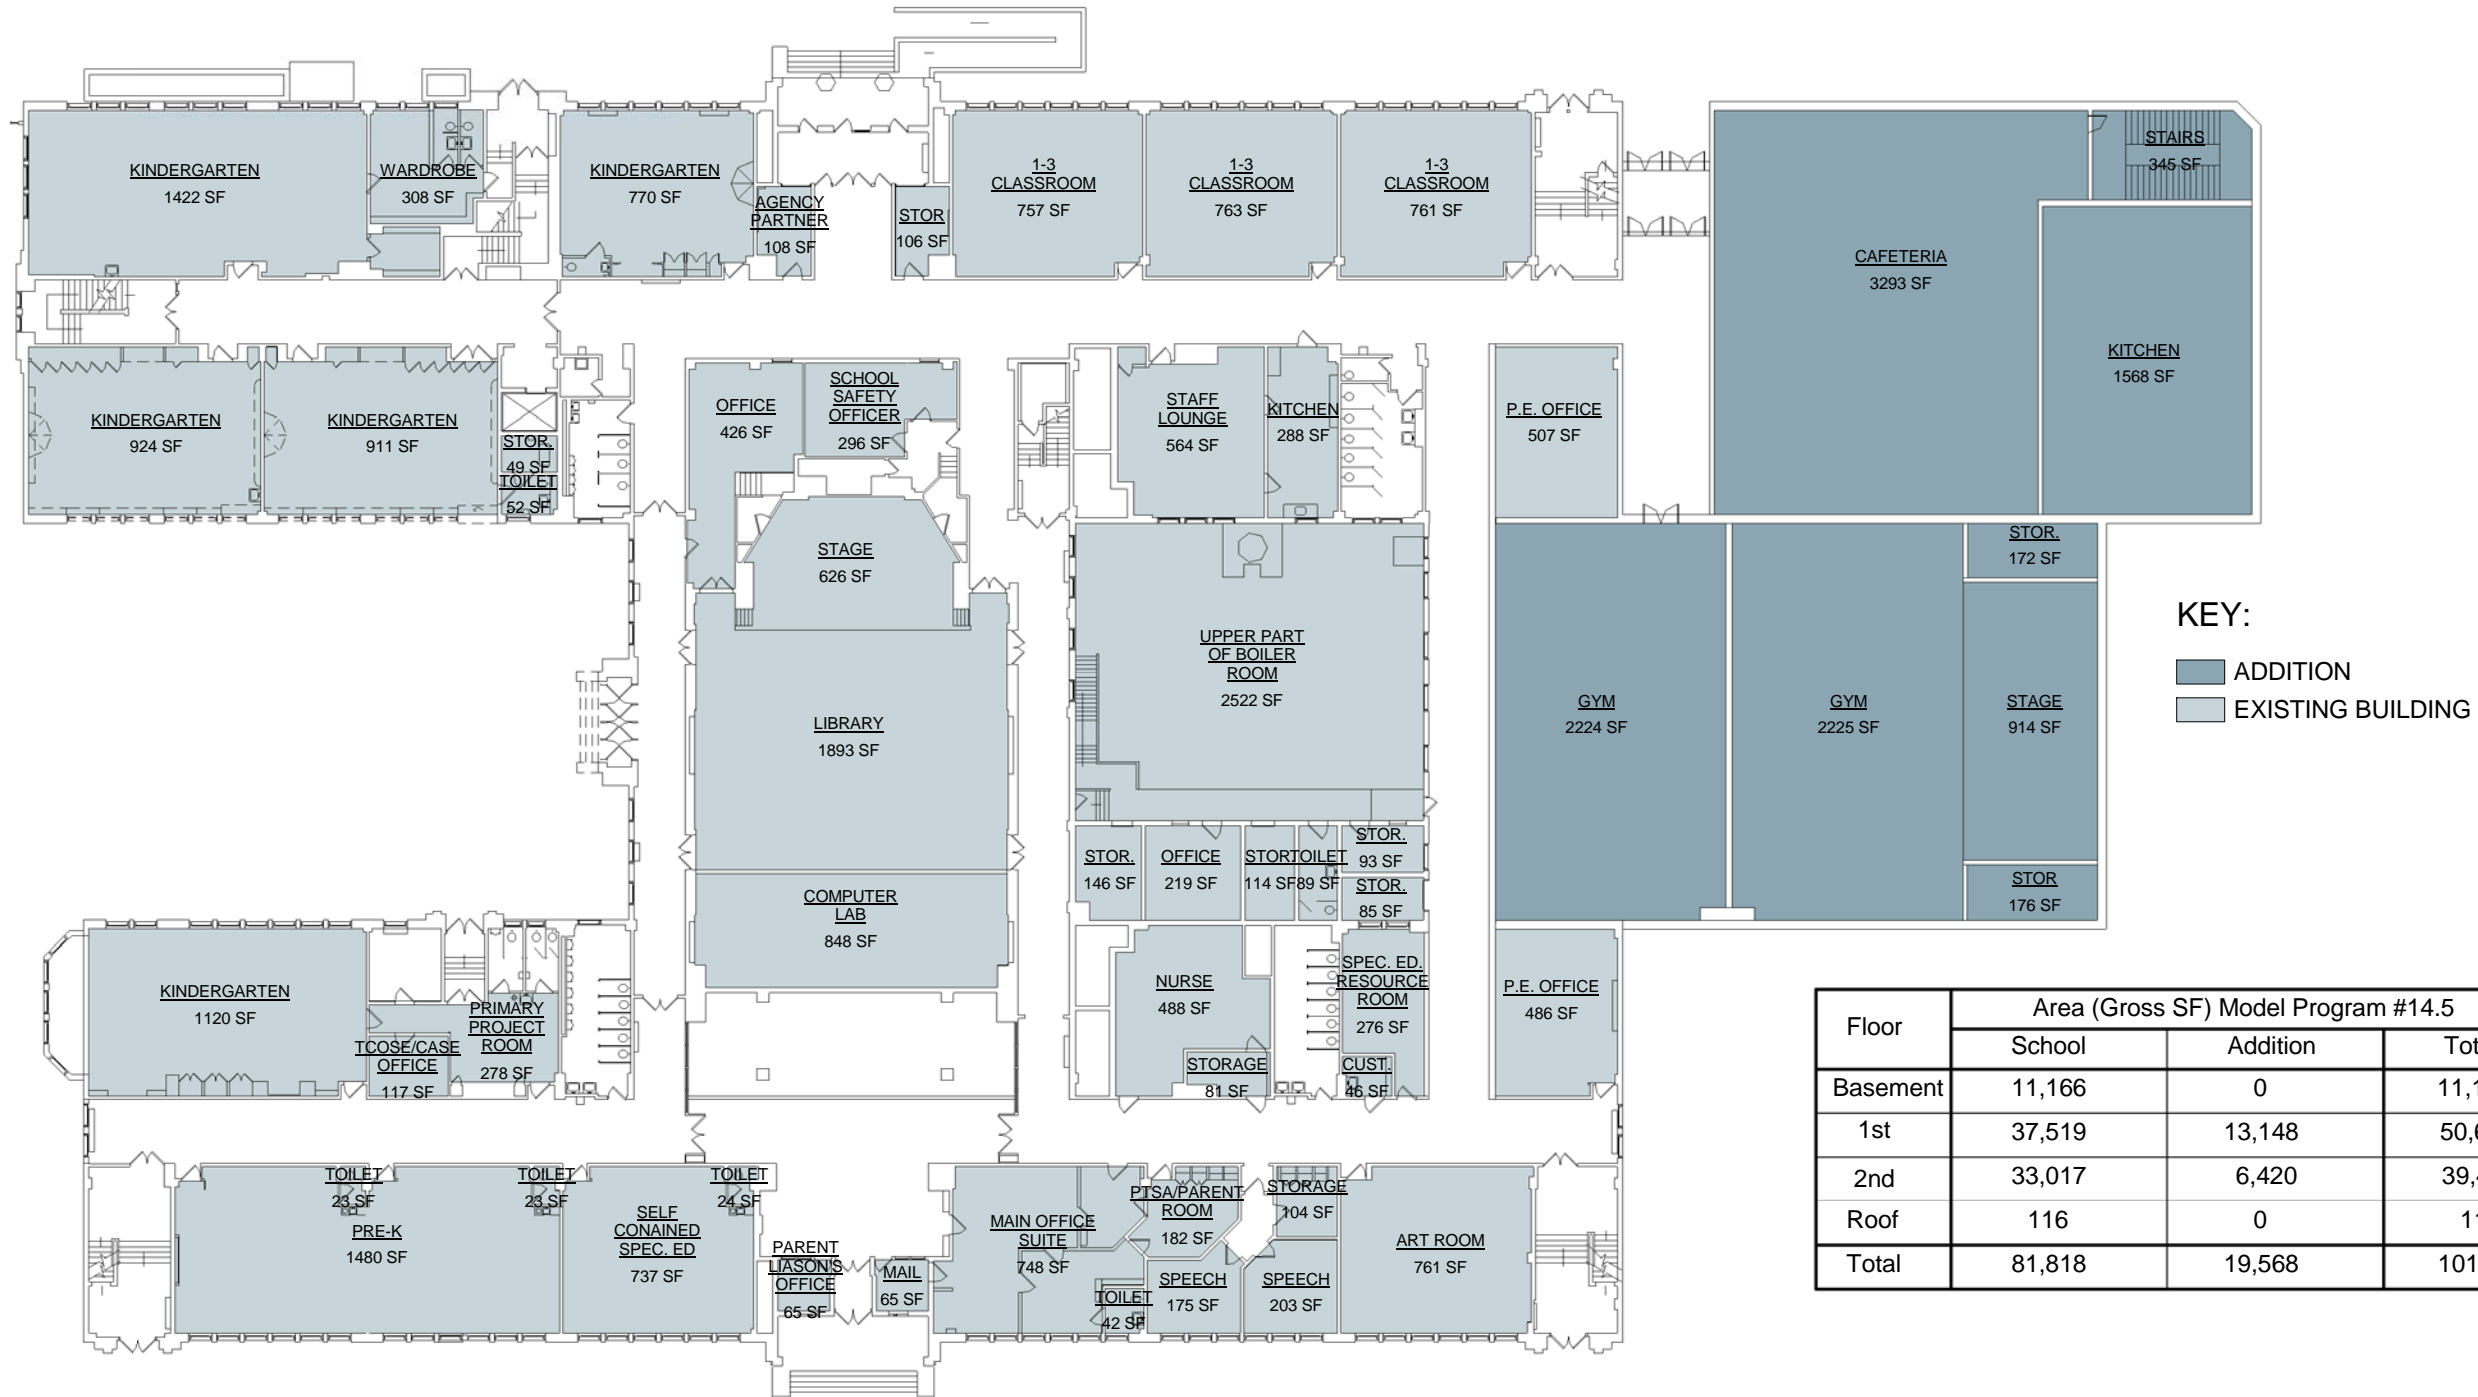 KINDERGARTEN
1422 SF
WARDROBE
308 SF
KINDERGARTEN
770 SF
AGENCY
PARTNER
108 SF
STOR
106 SF
1-3
CLASSROOM
757 SF
1-3
CLASSROOM
763 SF
1-3
CLASSROOM
761 SF
STAIRS
345 SF
CAFETERIA
3293 SF
KITCHEN
1568 SF
KINDERGARTEN
924 SF
KINDERGARTEN
911 SF
STOR.
49 SF
TOILET
52 SF
OFFICE
426 SF
SCHOOL
SAFETY
OFFICER
296 SF
STAFF
LOUNGE
564 SF
KITCHEN
288 SF
P.E. OFFICE
507 SF
STAGE
626 SF
STOR.
172 SF
KEY:
ADDITION
EXISTING BUILDING
UPPER PART
OF BOILER
ROOM
2522 SF
LIBRARY
1893 SF
GYM
2224 SF
GYM
2225 SF
STAGE
914 SF
STOR.
146 SF
OFFICE
219 SF
STOR.
114 SF
TOILET
89 SF
STOR.
93 SF
STOR.
85 SF
STOR
176 SF
COMPUTER
LAB
848 SF
KINDERGARTEN
1120 SF
PRIMARY
PROJECT
ROOM
278 SF
TCOSE/CASE
OFFICE
117 SF
NURSE
488 SF
STORAGE
81 SF
SPEC. ED.
RESOURCE
ROOM
276 SF
CUST.
46 SF
P.E. OFFICE
486 SF
Floor Area (Gross SF) Model Program #14.5
School Addition Tot
Basement 11,166 0 11,1
1st 37,519 13,148 50,6
2nd 33,017 6,420 39,4
Roof 116 0 11
Total 81,818 19,568 101
TOILET
23 SF
TOILET
23 SF
TOILET
24 SF
PRE-K
1480 SF
SELF
CONAINED
SPEC. ED
737 SF
PARENT
LIASON'S
OFFICE
65 SF
MAIL
65 SF
MAIN OFFICE
SUITE
748 SF
TOILET
42 SF
PTSA/PARENT
ROOM
182 SF
SPEECH
175 SF
STORAGE
104 SF
SPEECH
203 SF
ART ROOM
761 SF